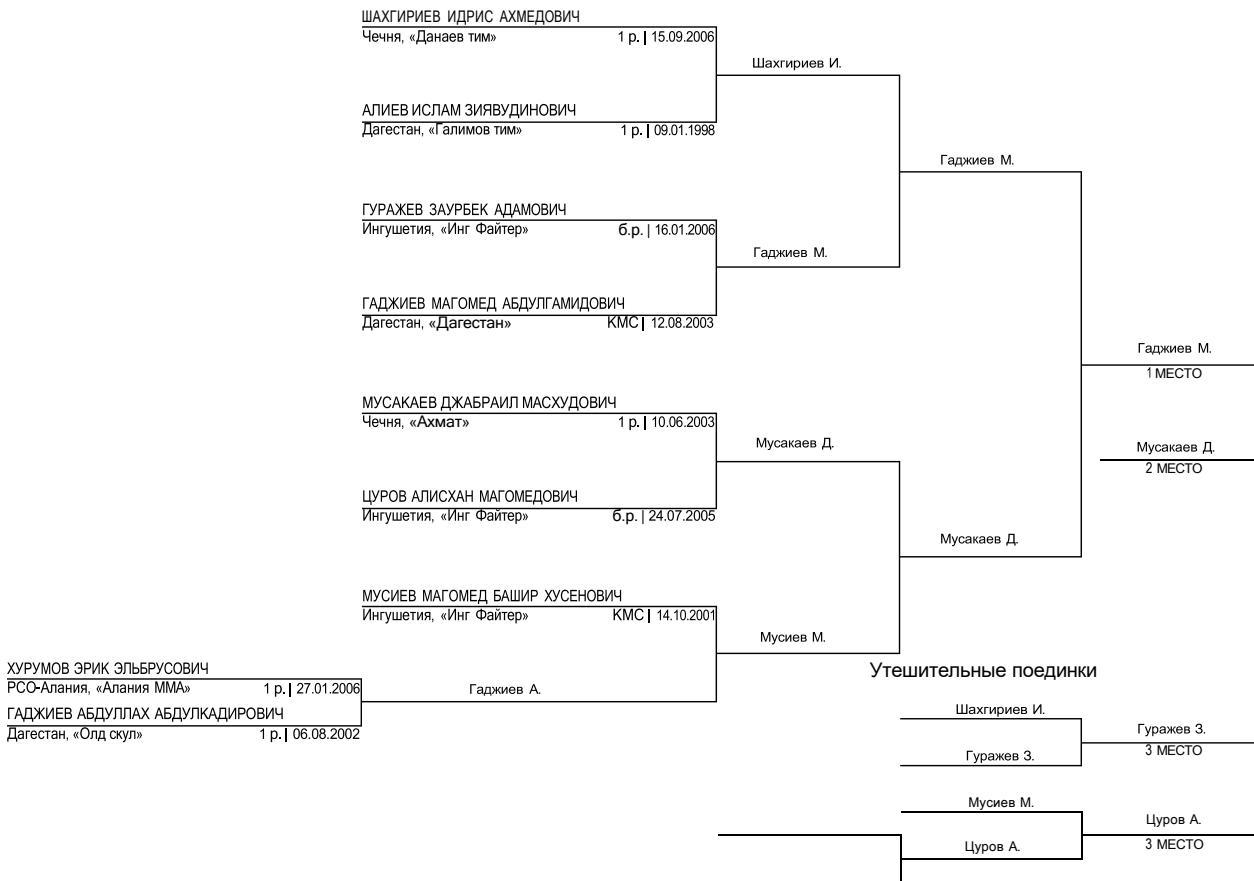 ШАХГИРИЕВ ИДРИС АХМЕДОВИЧ
Чечня, «Данаев тим» 1 р. | 15.09.2006
Шахгириев И.
АЛИЕВ ИСЛАМ ЗИЯВУДИНОВИЧ
Дагестан, «Галимов тим» 1 р. | 09.01.1998
Гаджиев М.
ГУРАЖЕВ ЗАУРБЕК АДАМОВИЧ
Ингушетия, «Инг Файтер» б.р. | 16.01.2006
Гаджиев М.
ГАДЖИЕВ МАГОМЕД АБДУЛГАМИДОВИЧ
Дагестан, «Дагестан» КМС | 12.08.2003
Гаджиев М.
1 МЕСТО
МУСАКАЕВ ДЖАБРАИЛ МАСХУДОВИЧ
Чечня, «Ахмат» 1 р. | 10.06.2003
Мусакаев Д.
Мусакаев Д.
2 МЕСТО
ЦУРОВ АЛИСХАН МАГОМЕДОВИЧ
Ингушетия, «Инг Файтер» б.р. | 24.07.2005
Мусакаев Д.
МУСИЕВ МАГОМЕД БАШИР ХУСЕНОВИЧ
Ингушетия, «Инг Файтер» КМС | 14.10.2001
Мусиев М.
ХУРУМОВ ЭРИК ЭЛЬБРУСОВИЧ
РСО-Алания, «Алания ММА» 1 р. | 27.01.2006
Гаджиев А.
ГАДЖИЕВ АБДУЛЛАХ АБДУЛКАДИРОВИЧ
Дагестан, «Олд скул» 1 р. | 06.08.2002
Утешительные поединки
Шахгириев И.
Гуражев З.
3 МЕСТО
Гуражев З.
Мусиев М.
Цуров А.
3 МЕСТО
Цуров А.